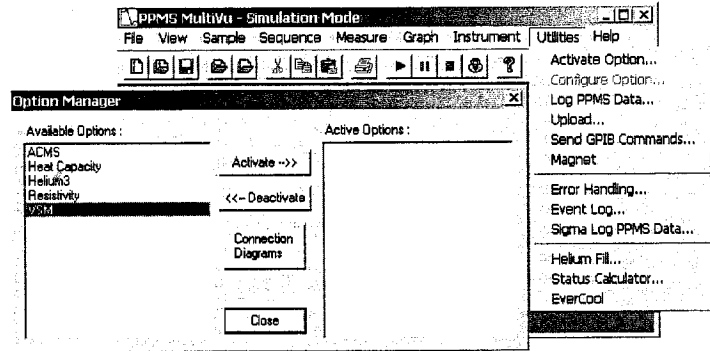 PPMS MultiVu - Simulation Mode
File View Sample Sequence Measure Graph Instrument Utilities Help
Activate Option...
Configure Option...
Log PPMS Data...
Upload...
Send GPIB Commands...
Magnet
Error Handling...
Event Log...
Sigma Log PPMS Data...
Helium Fill...
Status Calculator...
EverCool
Option Manager
Available Options :
ACMS
Heat Capacity
Helium3
Resistivity
VSM
Activate -->>
<<-- Deactivate
Connection
Diagrams
Close
Active Options :